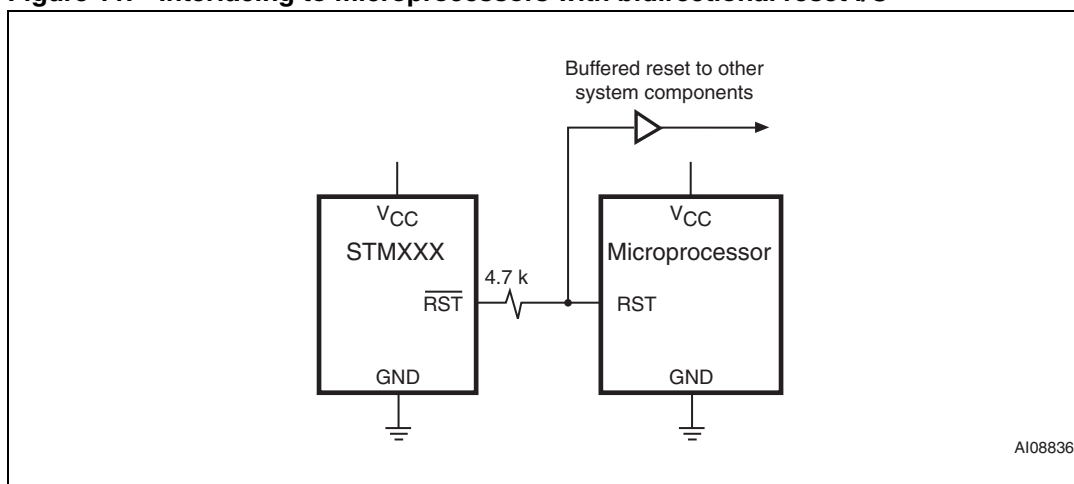 Buffered reset to other
system components
VCC
STMXXX
4.7 k
RST
GND
VCC
Microprocessor
RST
GND
AI08836